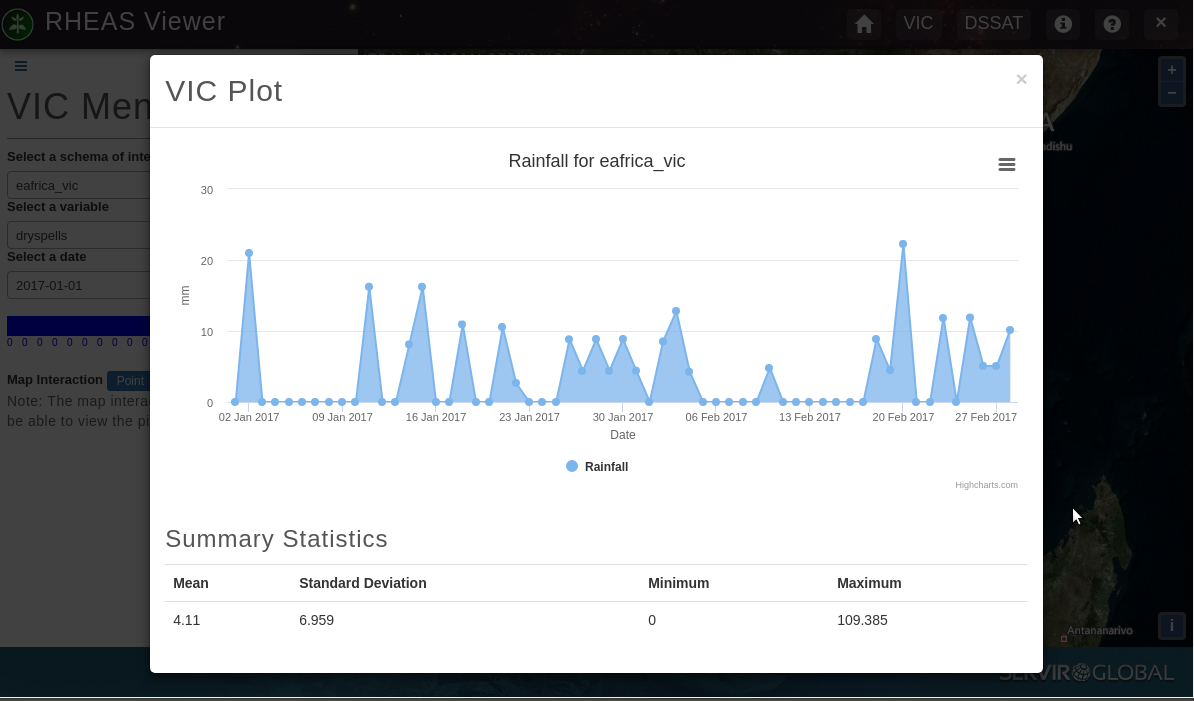 RHEAS Viewer
VIC
DSSAT
VIC Men
Select a schema of inte
eafrica_vic
Select a variable
dryspells
Select a date
2017-01-01
0 0 0 0 0 0 0 0 0 0
Map Interaction Point
Note: The map intera
be able to view the pi
VIC Plot
×
Rainfall for eafrica_vic
mm
30
20
10
0
02 Jan 2017 09 Jan 2017 16 Jan 2017 23 Jan 2017 30 Jan 2017 06 Feb 2017 13 Feb 2017 20 Feb 2017 27 Feb 2017
Date
Rainfall
Highcharts.com
Summary Statistics
Mean Standard Deviation Minimum Maximum
4.11 6.959 0 109.385
+
−
A
dishu
Antananarivo
i
SERVIR GLOBAL